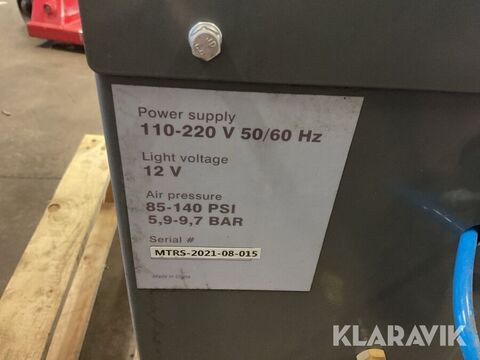 Power supply
110-220 V 50/60 Hz
Light voltage
12 V
Air pressure
85-140 PSI
5,9-9,7 BAR
Serial #
MTRS-2021-08-015
Made in China
KLARAVIK